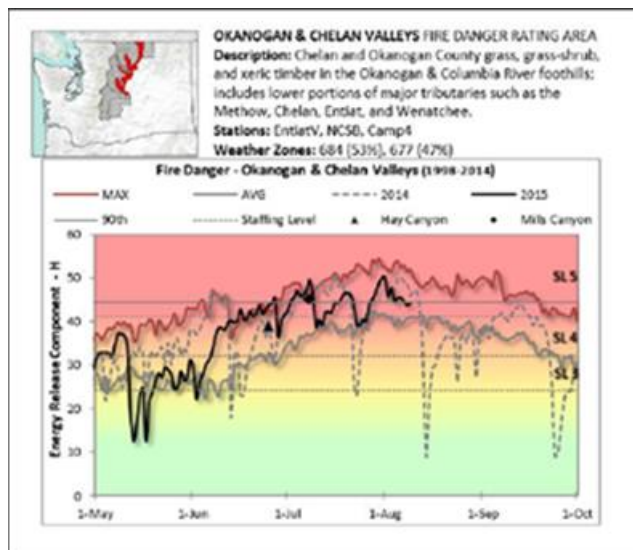 OKANOGAN & CHELAN VALLEYS FIRE DANGER RATING AREA
Description: Chelan and Okanogan County grass, grass-shrub,
and xeric timber in the Okanogan & Columbia River foothills;
includes lower portions of major tributaries such as the
Methow, Chelan, Entiat, and Wenatchee.
Stations: EntiatV, NCSB, Camp4
Weather Zones: 684 (53%), 677 (47%)
Fire Danger - Okanogan & Chelan Valleys (1998-2014)
MAX AVG 2014 2015
90th Staffing Level Hay Canyon Mills Canyon
Energy Release Component - H
60
50
40
30
20
10
0
SL 5
SL 4
SL 3
1-May 1-Jun 1-Jul 1-Aug 1-Sep 1-Oct